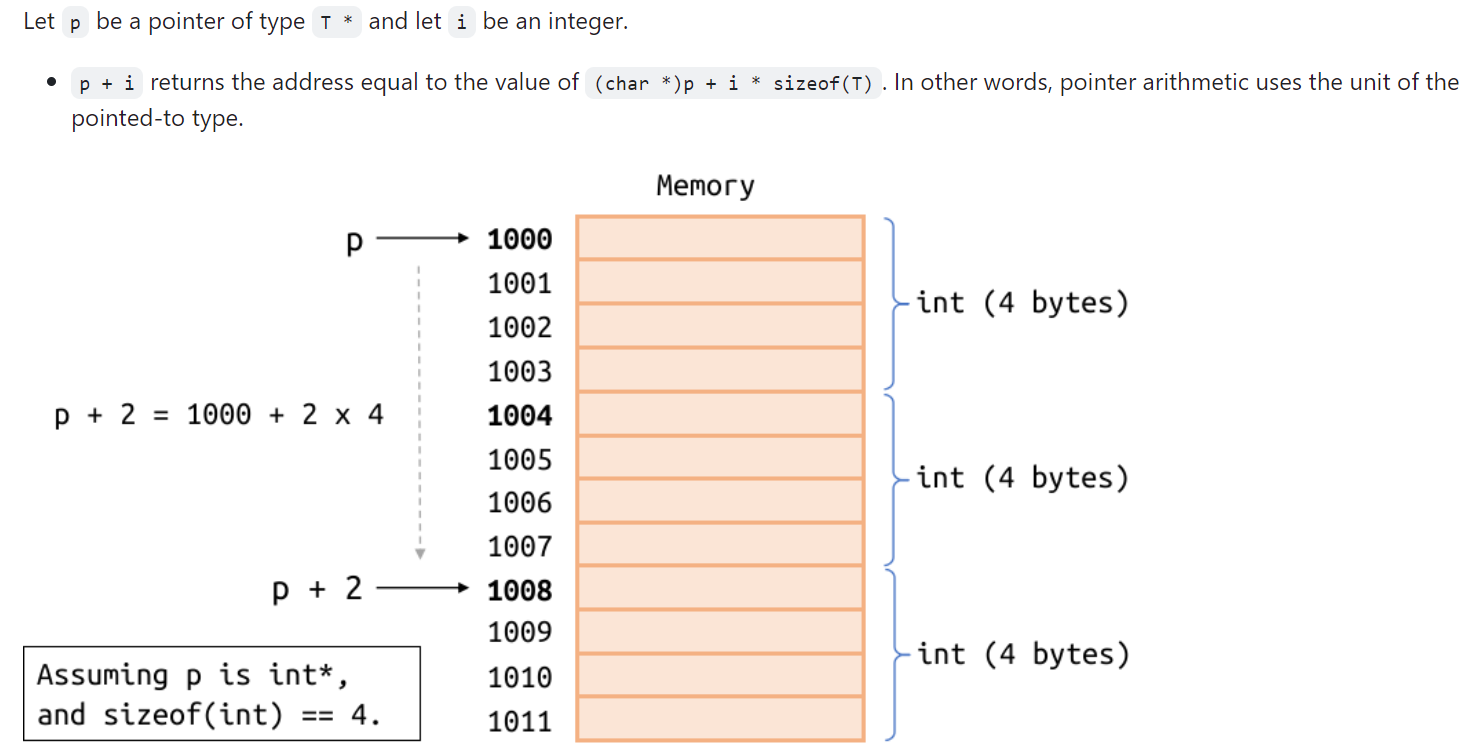 Let p be a pointer of type T * and let i be an integer.
• p + i returns the address equal to the value of (char *)p + i * sizeof(T) . In other words, pointer arithmetic uses the unit of the
pointed-to type.
Memory
p 1000
1001
int (4 bytes)
1002
1003
p + 2 = 1000 + 2 x 4 1004
1005
int (4 bytes)
1006
1007
p + 2 1008
1009
int (4 bytes)
1010
1011
Assuming p is int*,
and sizeof(int) == 4.